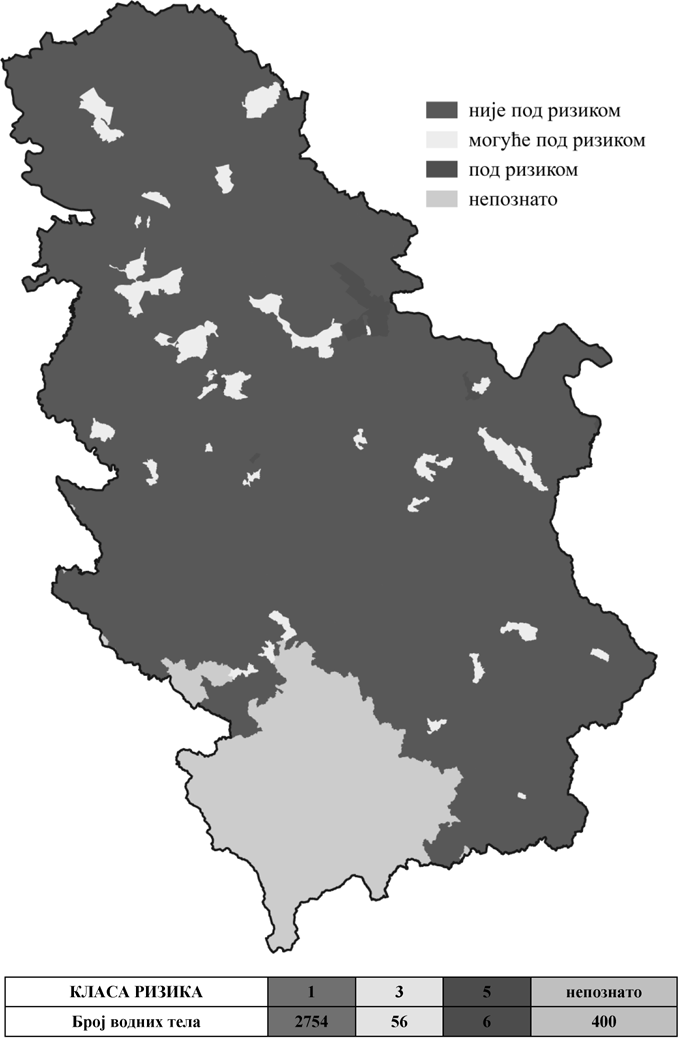 није под ризиком
могуће под ризиком
под ризиком
непознато
КЛАСА РИЗИКА 1 3 5 непознато
Број водних тела 2754 56 6 400